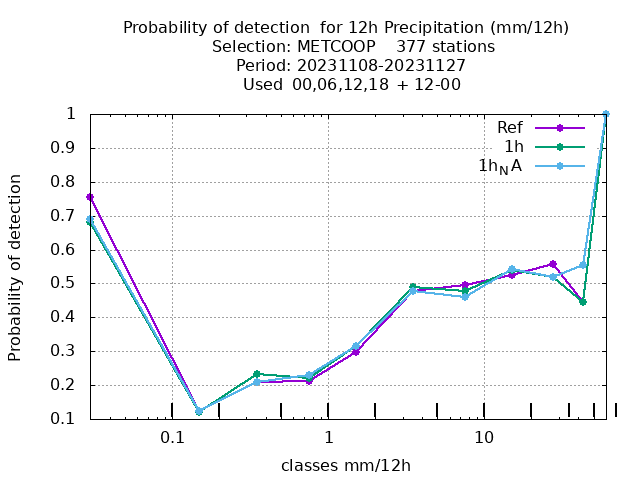 Probability of detection  for 12h Precipitation (mm/12h)
Selection: METCOOP    377 stations
Period: 20231108-20231127
Used  00,06,12,18  + 12-00
Probability of detection
1
0.9
0.8
0.7
0.6
0.5
0.4
0.3
0.2
0.1
Ref
1h
1hNA
0.1 1 10
classes mm/12h